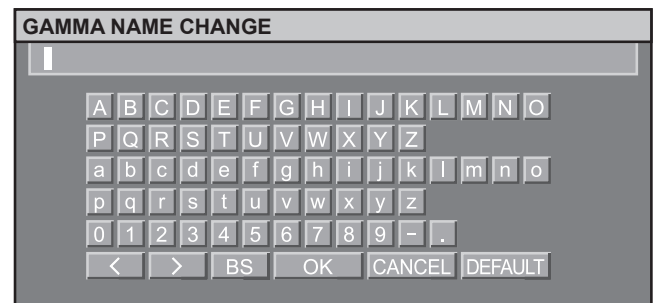 GAMMA NAME CHANGE
A B C D E F G H I J K L M N O
P Q R S T U V W X Y Z
a b c d e f g h i j k l m n o
p q r s t u v w x y z
0 1 2 3 4 5 6 7 8 9 - .
< > BS OK CANCEL DEFAULT